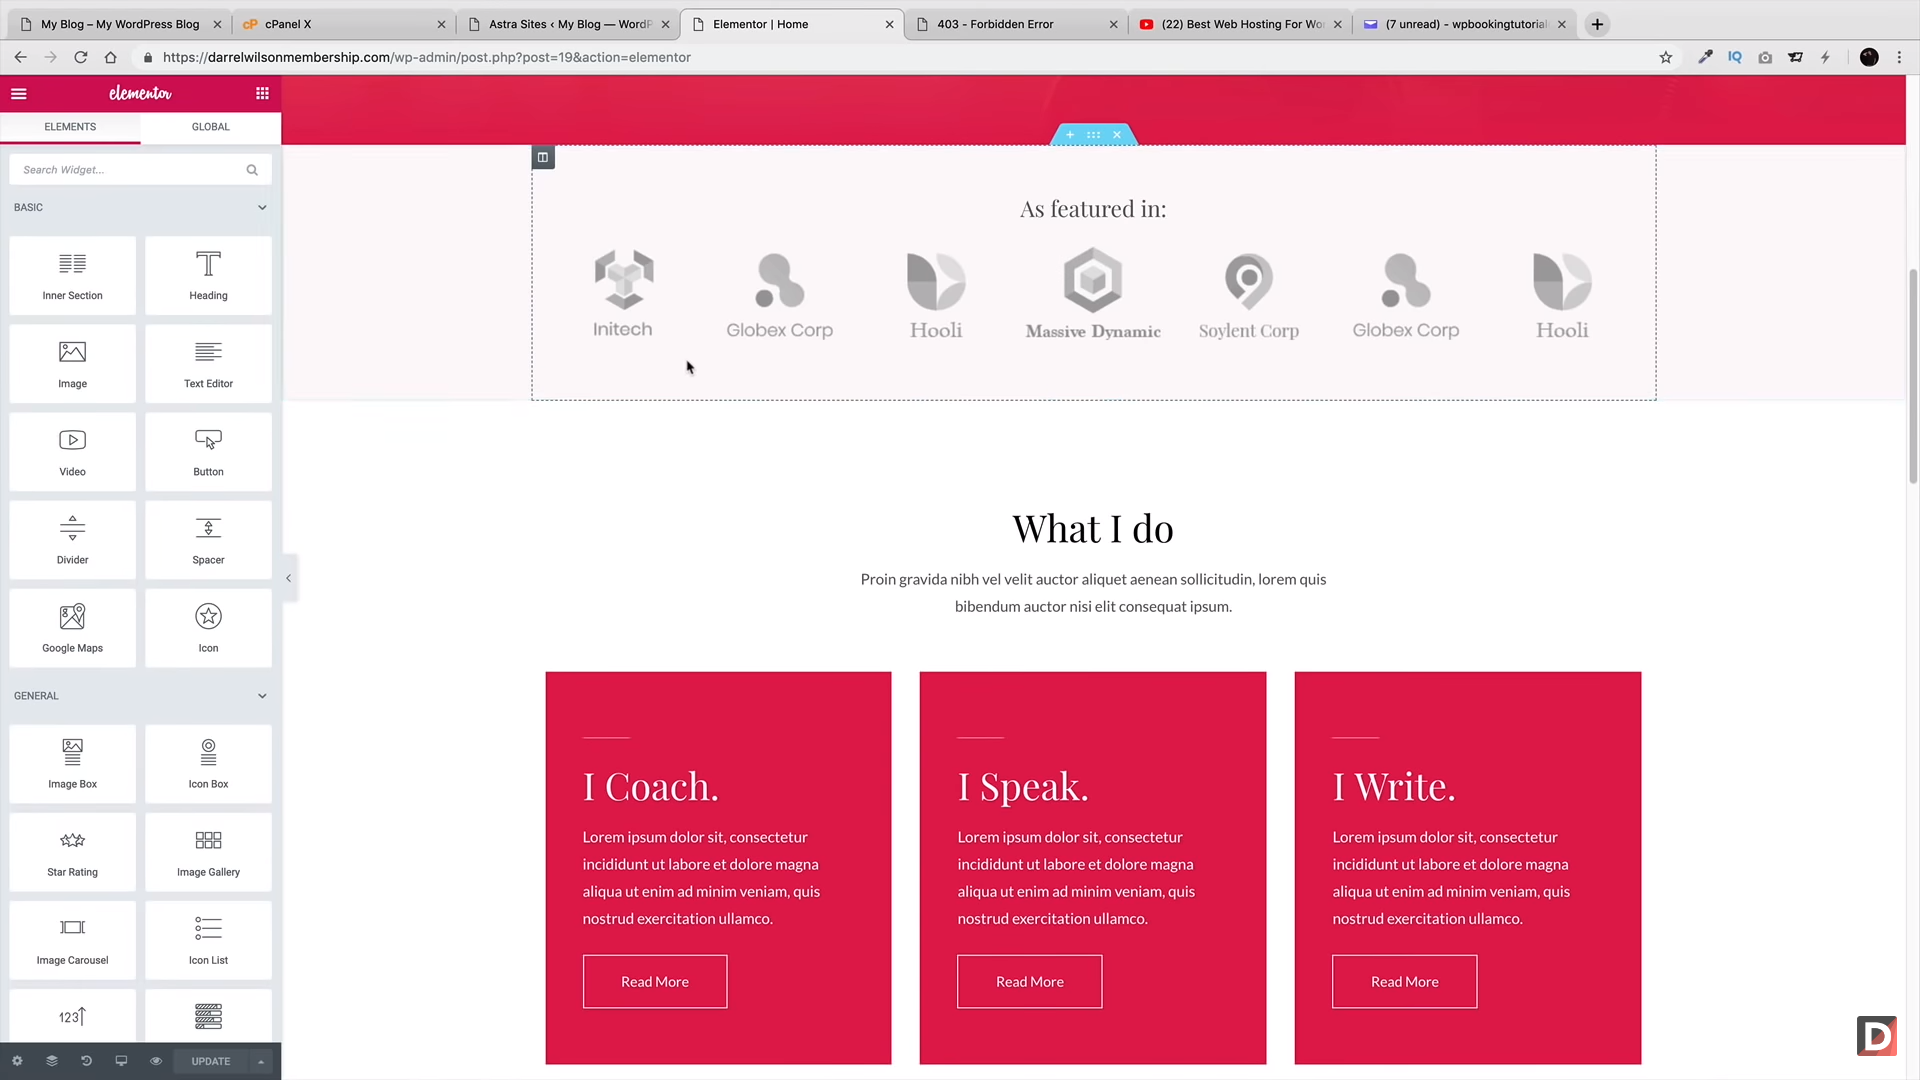 My Blog – My WordPress Blog
cPanel X
Astra Sites ‹ My Blog — WordP
Elementor | Home
403 - Forbidden Error
(22) Best Web Hosting For Wor
(7 unread) - wpbookingtutorial
https://darrelwilsonmembership.com/wp-admin/post.php?post=19&action=elementor
IQ
elementor
ELEMENTS
GLOBAL
Search Widget...
BASIC
Inner Section
Heading
Image
Text Editor
Video
Button
Divider
Spacer
Google Maps
Icon
GENERAL
Image Box
Icon Box
Star Rating
Image Gallery
Image Carousel
Icon List
123
UPDATE
As featured in:
Initech
Globex Corp
Hooli
Massive Dynamic
Soylent Corp
Globex Corp
Hooli
What I do
Proin gravida nibh vel velit auctor aliquet aenean sollicitudin, lorem quis
bibendum auctor nisi elit consequat ipsum.
I Coach.
Lorem ipsum dolor sit, consectetur
incididunt ut labore et dolore magna
aliqua ut enim ad minim veniam, quis
nostrud exercitation ullamco.
Read More
I Speak.
Lorem ipsum dolor sit, consectetur
incididunt ut labore et dolore magna
aliqua ut enim ad minim veniam, quis
nostrud exercitation ullamco.
Read More
I Write.
Lorem ipsum dolor sit, consectetur
incididunt ut labore et dolore magna
aliqua ut enim ad minim veniam, quis
nostrud exercitation ullamco.
Read More
D